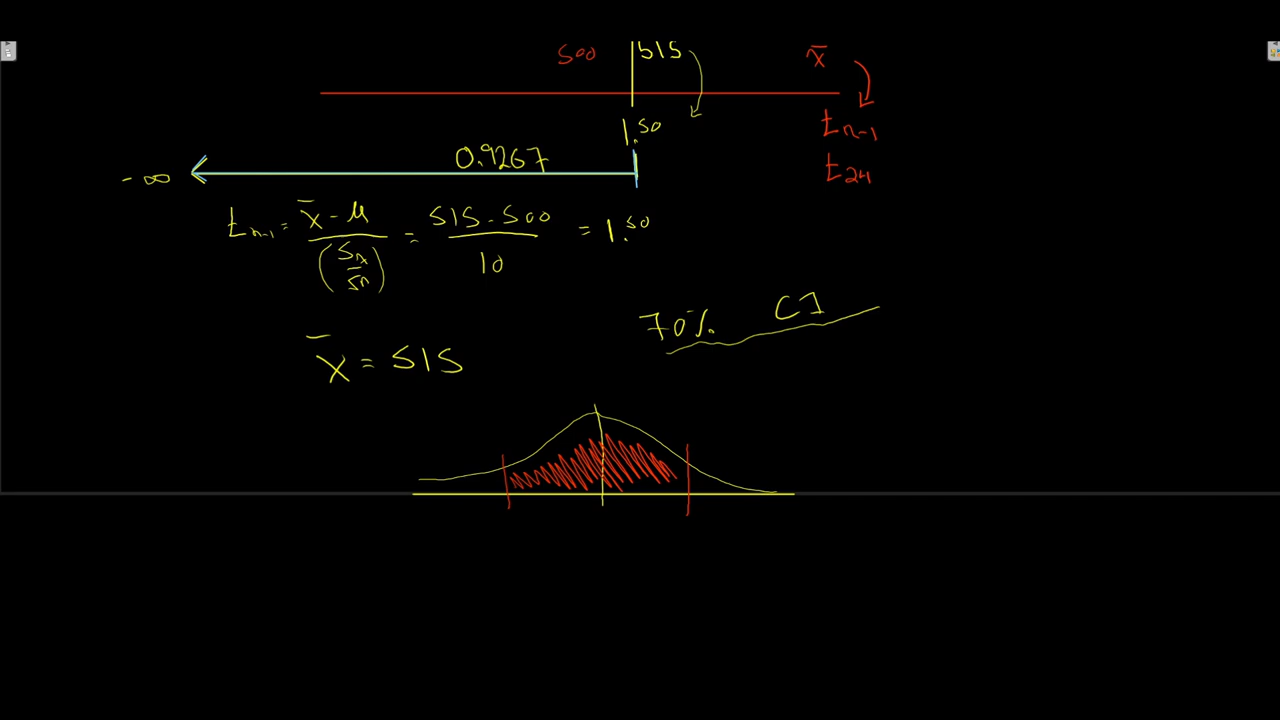 500 515 x̄
1.50 tn-1
0.9267
-∞ t24
tn-1 = x̄ - μ / (Sx/√n) = 515 - 500 / 10 = 1.50
70% CI
x̄ = 515